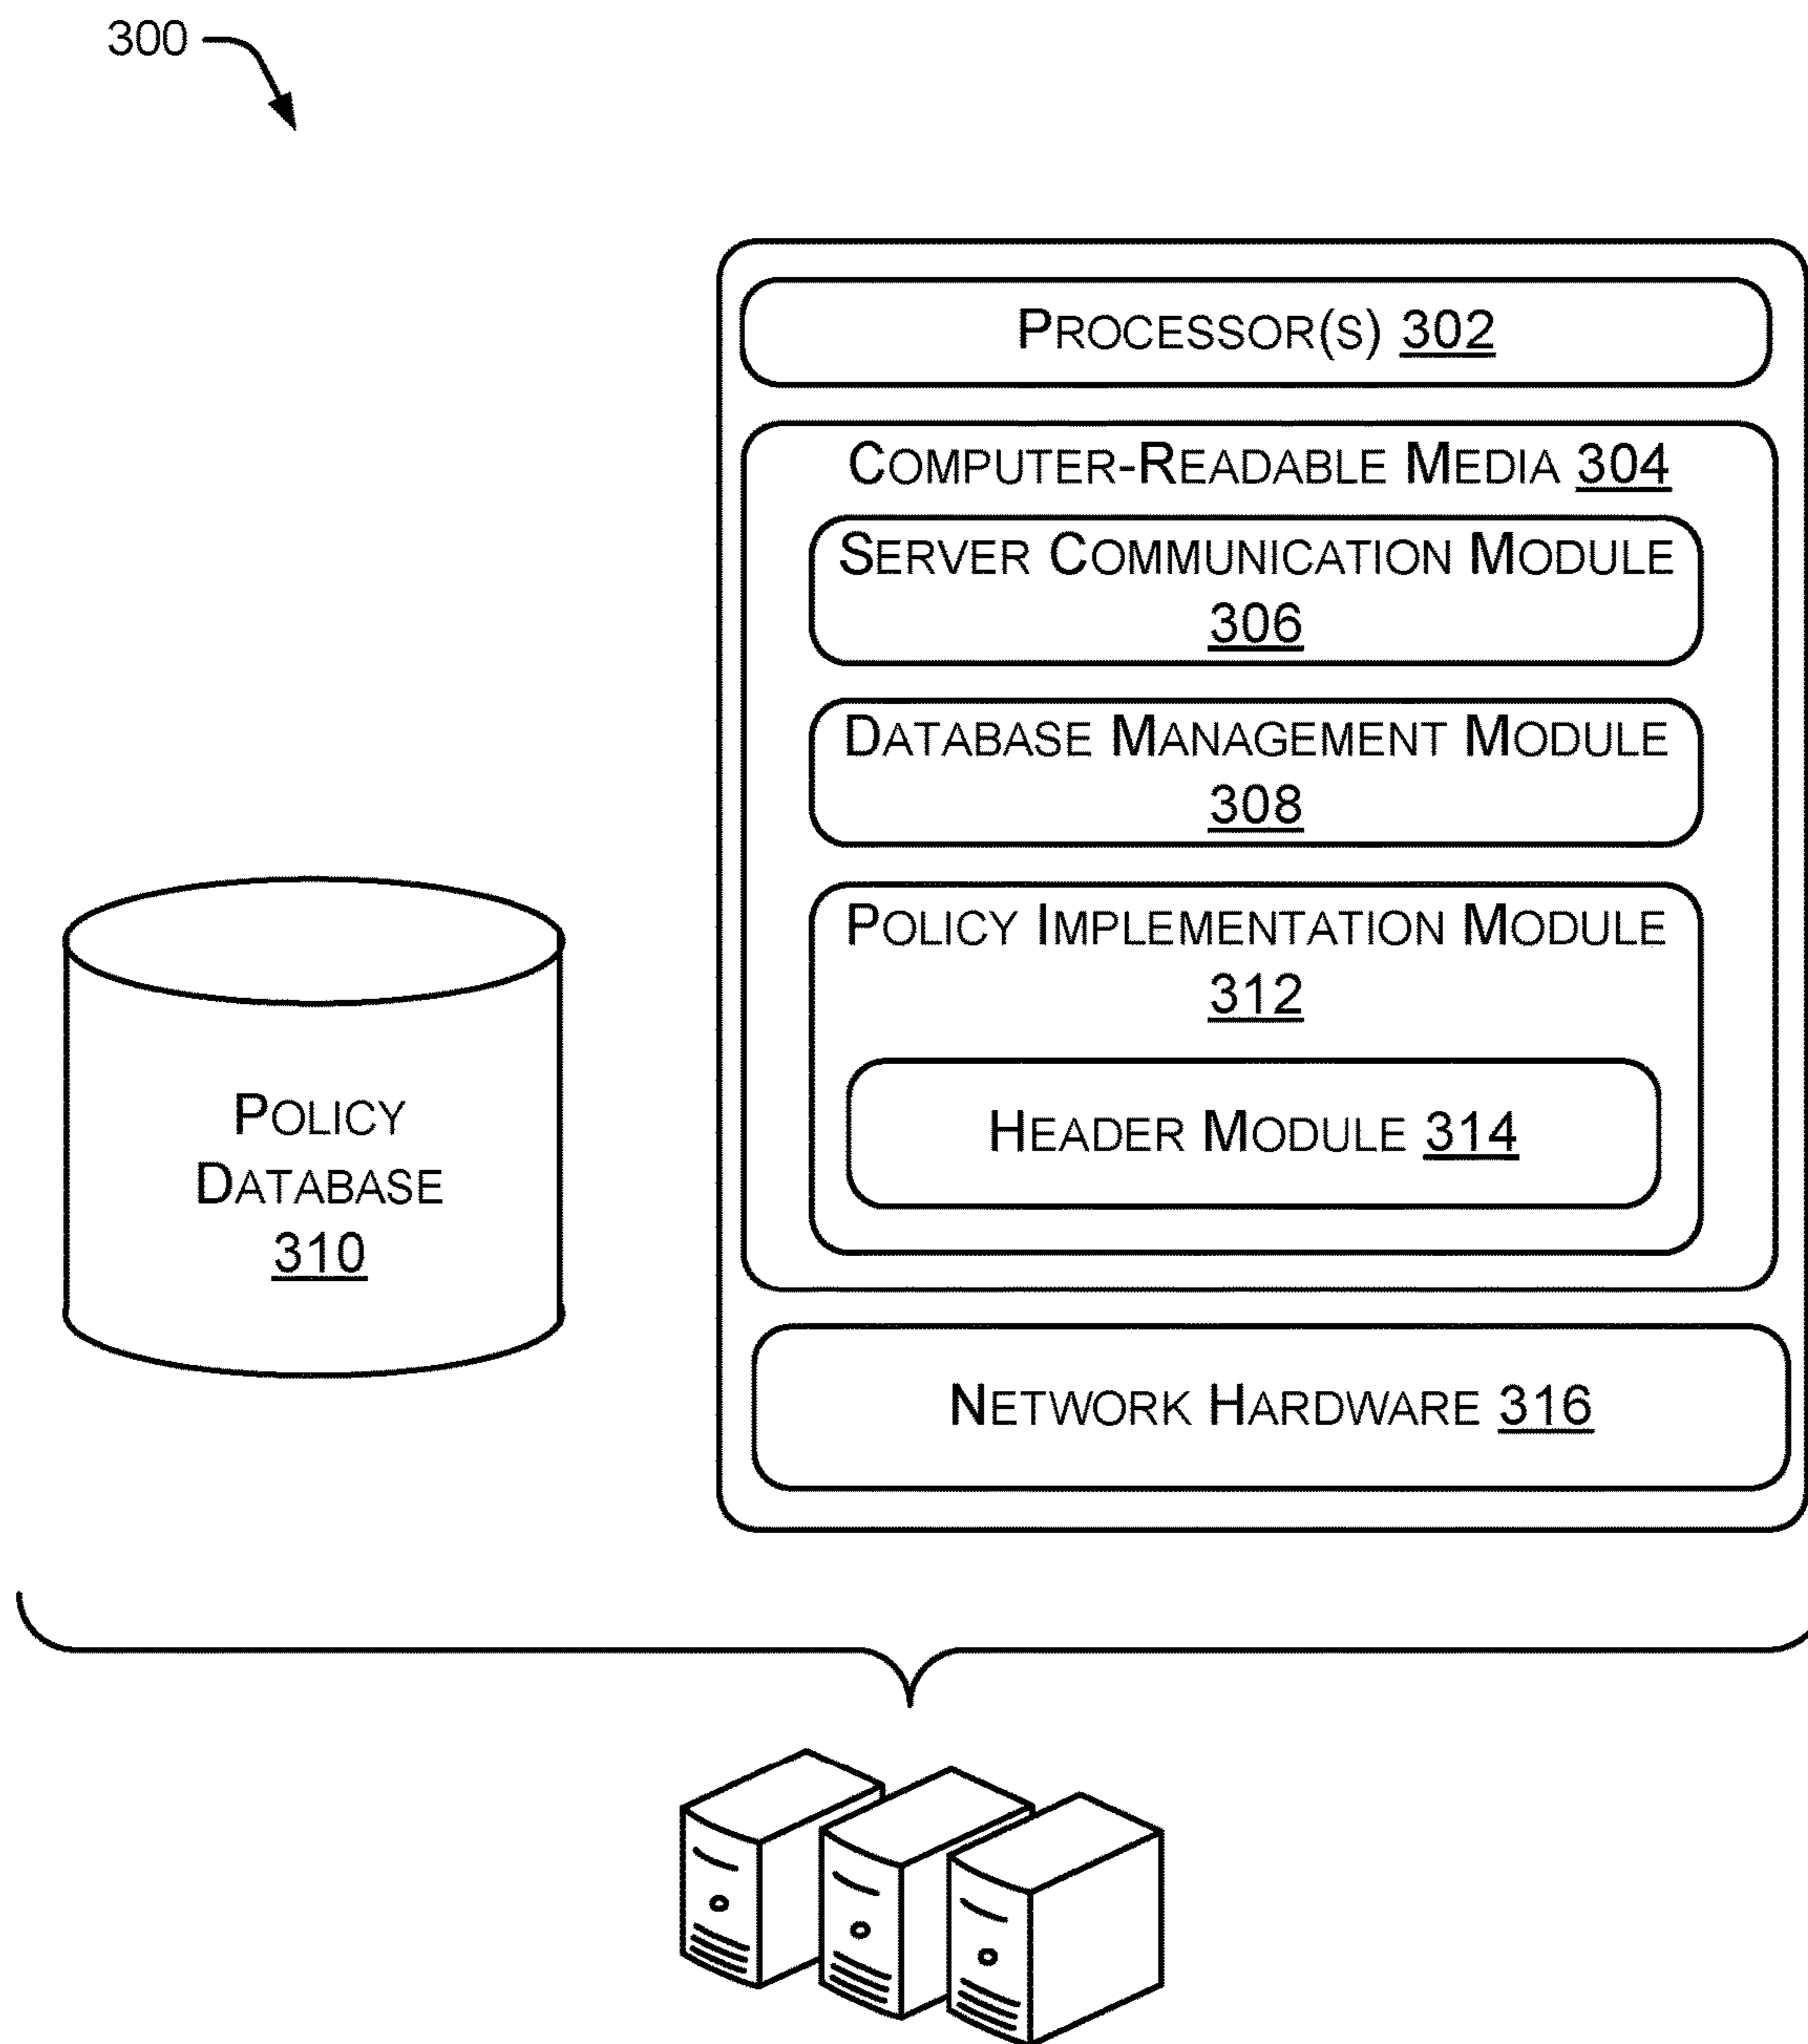 300
PROCESSOR(S) 302
COMPUTER-READABLE MEDIA 304
SERVER COMMUNICATION MODULE
306
DATABASE MANAGEMENT MODULE
308
POLICY IMPLEMENTATION MODULE
312
HEADER MODULE 314
POLICY
DATABASE
310
NETWORK HARDWARE 316